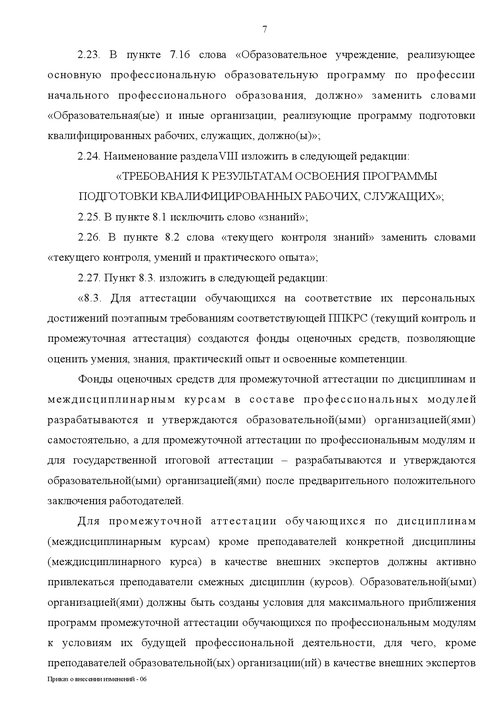 7
2.23. В пункте 7.16 слова «Образовательное учреждение, реализующее
основную профессиональную образовательную программу по профессии
начального профессионального образования, должно» заменить словами
«Образовательная(ые) и иные организации, реализующие программу подготовки
квалифицированных рабочих, служащих, должно(ы)»;
2.24. Наименование разделаVIII изложить в следующей редакции:
«ТРЕБОВАНИЯ К РЕЗУЛЬТАТАМ ОСВОЕНИЯ ПРОГРАММЫ
ПОДГОТОВКИ КВАЛИФИЦИРОВАННЫХ РАБОЧИХ, СЛУЖАЩИХ»;
2.25. В пункте 8.1 исключить слово «знаний»;
2.26. В пункте 8.2 слова «текущего контроля знаний» заменить словами
«текущего контроля, умений и практического опыта»;
2.27. Пункт 8.3. изложить в следующей редакции:
«8.3. Для аттестации обучающихся на соответствие их персональных
достижений поэтапным требованиям соответствующей ППКРС (текущий контроль и
промежуточная аттестация) создаются фонды оценочных средств, позволяющие
оценить умения, знания, практический опыт и освоенные компетенции.
Фонды оценочных средств для промежуточной аттестации по дисциплинам и
междисциплинарным курсам в составе профессиональных модулей
разрабатываются и утверждаются образовательной(ыми) организацией(ями)
самостоятельно, а для промежуточной аттестации по профессиональным модулям и
для государственной итоговой аттестации – разрабатываются и утверждаются
образовательной(ыми) организацией(ями) после предварительного положительного
заключения работодателей.
Для промежуточной аттестации обучающихся по дисциплинам
(междисциплинарным курсам) кроме преподавателей конкретной дисциплины
(междисциплинарного курса) в качестве внешних экспертов должны активно
привлекаться преподаватели смежных дисциплин (курсов). Образовательной(ыми)
организацией(ями) должны быть созданы условия для максимального приближения
программ промежуточной аттестации обучающихся по профессиональным модулям
к условиям их будущей профессиональной деятельности, для чего, кроме
преподавателей образовательной(ых) организации(ий) в качестве внешних экспертов
Приказ о внесении изменений - 06